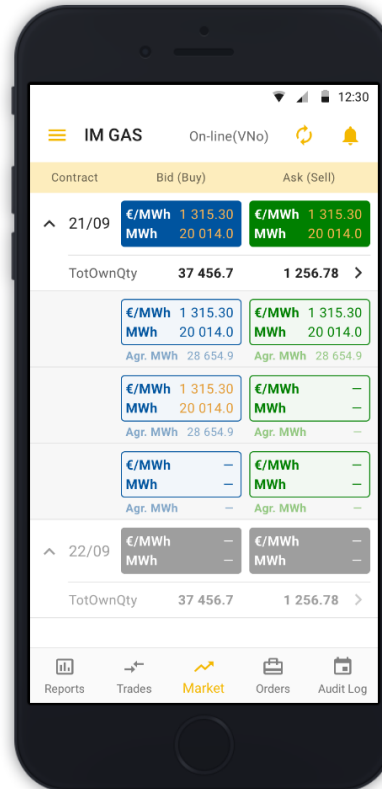 12:30
IM GAS On-line(VNo)
Contract Bid (Buy) Ask (Sell)
21/09 €/MWh 1 315.30 €/MWh 1 315.30
MWh 20 014.0 MWh 20 014.0
TotOwnQty 37 456.7 1 256.78
€/MWh 1 315.30 €/MWh 1 315.30
MWh 20 014.0 MWh 20 014.0
Agr. MWh 28 654.9 Agr. MWh 28 654.9
€/MWh 1 315.30 €/MWh –
MWh 20 014.0 MWh –
Agr. MWh 28 654.9 Agr. MWh –
€/MWh – €/MWh –
MWh – MWh –
Agr. MWh – Agr. MWh –
22/09 €/MWh – €/MWh –
MWh – MWh –
TotOwnQty 37 456.7 1 256.78
Reports Trades Market Orders Audit Log